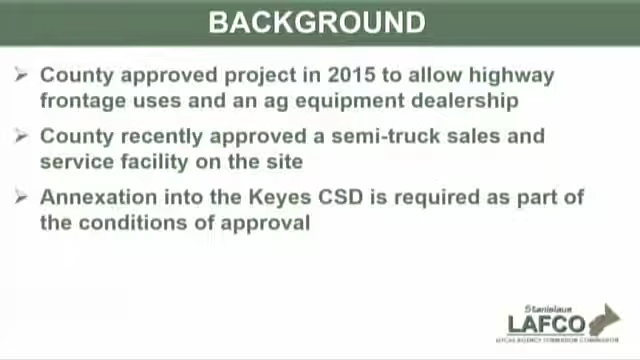 BACKGROUND
County approved project in 2015 to allow highway
frontage uses and an ag equipment dealership
County recently approved a semi-truck sales and
service facility on the site
Annexation into the Keyes CSD is required as part of
the conditions of approval
Stanislaus
LAFCO
LOCAL AGENCY FORMATION COMMISSION